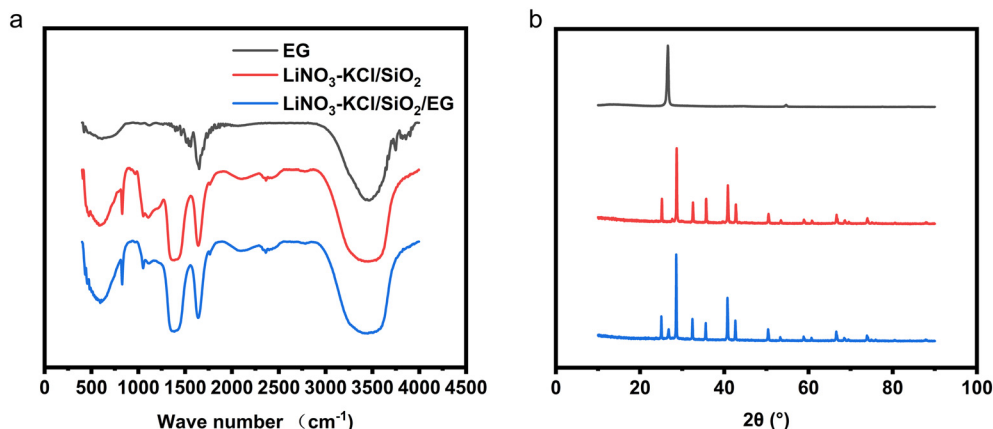 a
EG
LiNO₃-KCl/SiO₂
LiNO₃-KCl/SiO₂/EG
0 500 1000 1500 2000 2500 3000 3500 4000 4500
Wave number （cm⁻¹)
b
0 20 40 60 80 100
2θ (°)